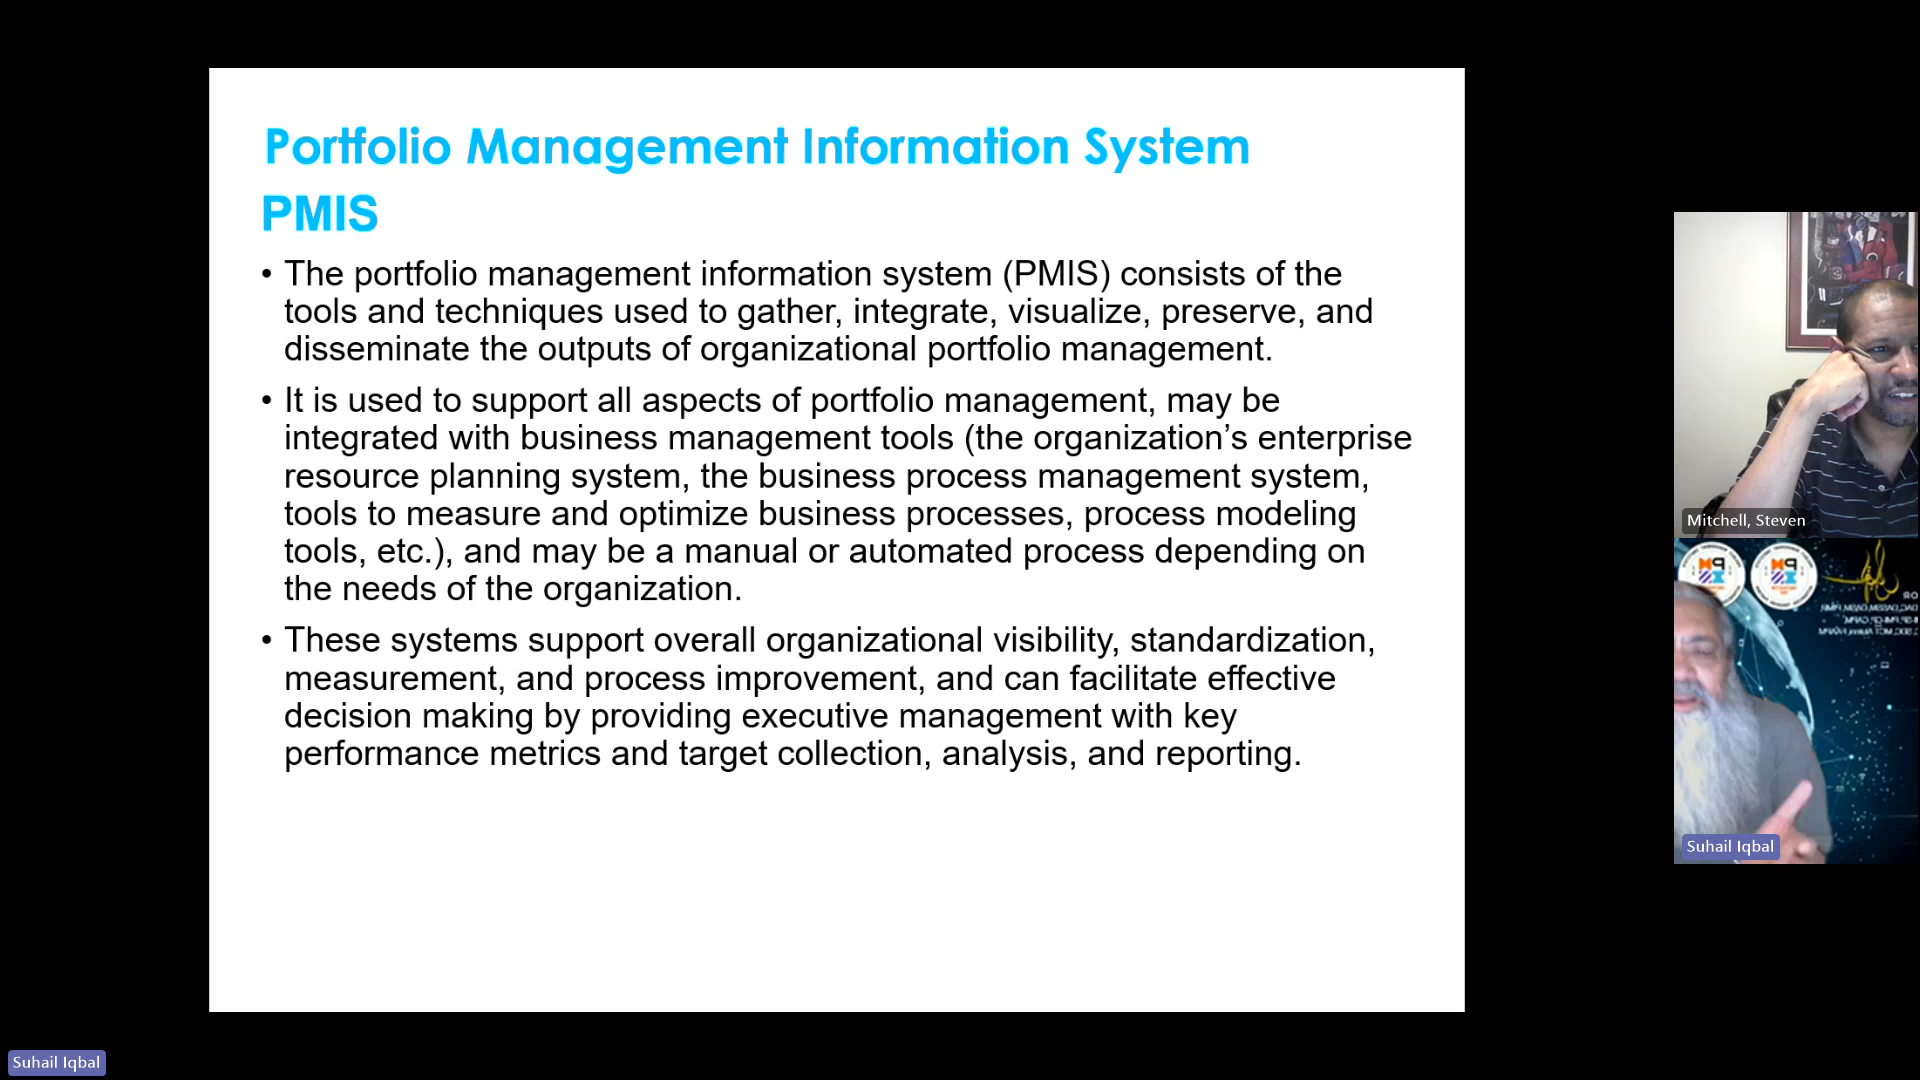 Portfolio Management Information System
PMIS
• The portfolio management information system (PMIS) consists of the
tools and techniques used to gather, integrate, visualize, preserve, and
disseminate the outputs of organizational portfolio management.
• It is used to support all aspects of portfolio management, may be
integrated with business management tools (the organization’s enterprise
resource planning system, the business process management system,
tools to measure and optimize business processes, process modeling
tools, etc.), and may be a manual or automated process depending on
the needs of the organization.
• These systems support overall organizational visibility, standardization,
measurement, and process improvement, and can facilitate effective
decision making by providing executive management with key
performance metrics and target collection, analysis, and reporting.
Mitchell, Steven
Suhail Iqbal
Suhail Iqbal